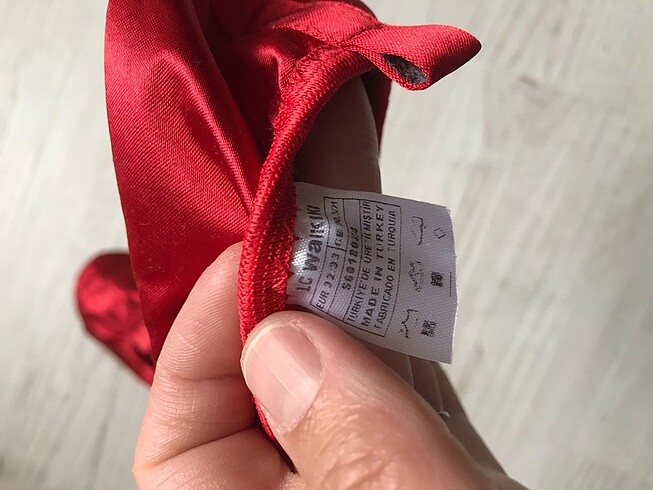 LC WaIKIKI
EUR 32-33
S6018024
TÜRKİYE'DE ÜRETİLMİŞTİR
MADE IN TURKEY
FABRICADO EN TURQUIA